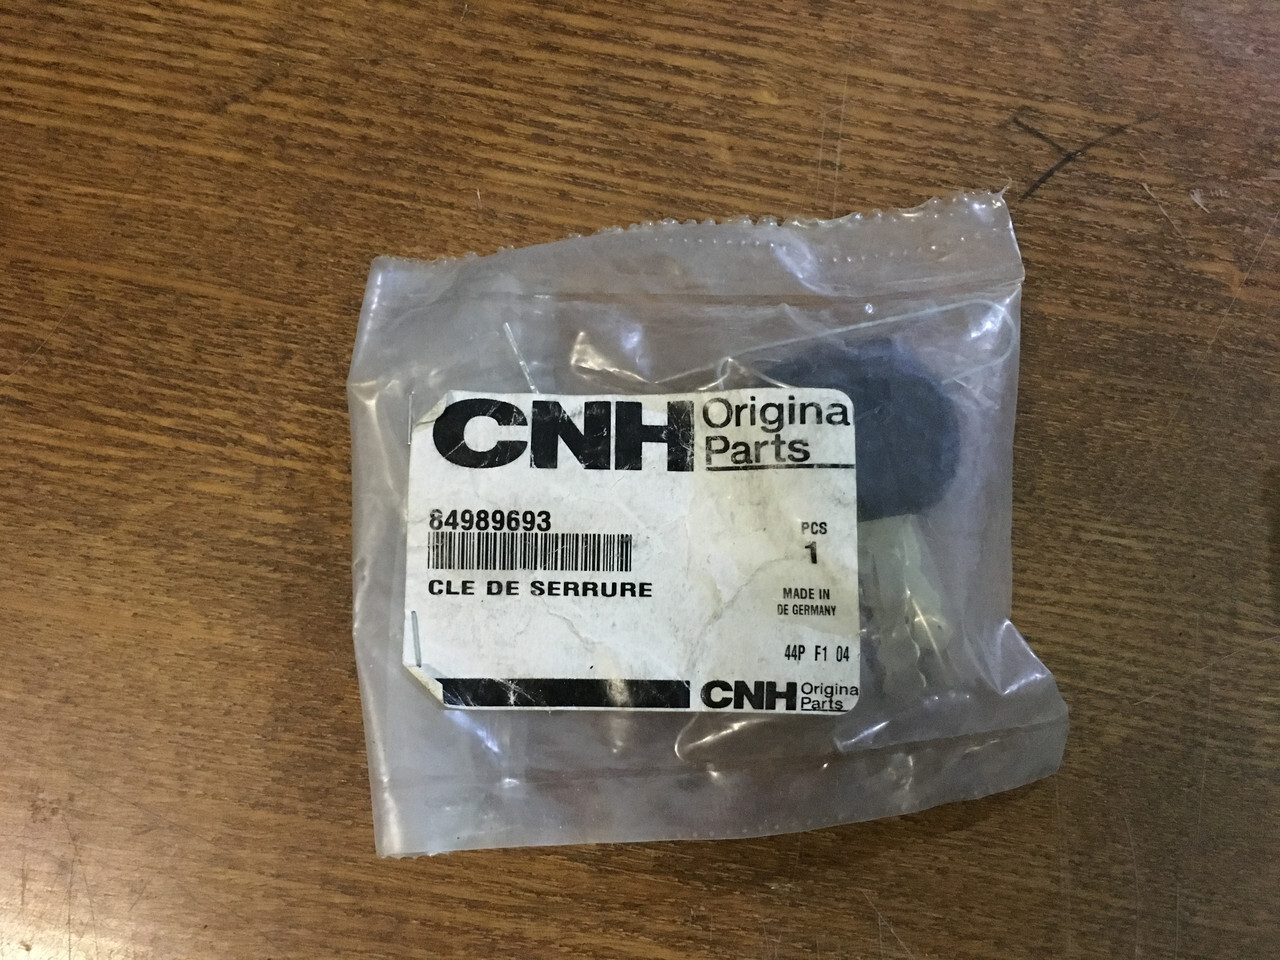 CNH Origina
Parts
84989693
PCS
1
CLE DE SERRURE
MADE IN
DE GERMANY
44P F1 04
CNH Origina
Parts